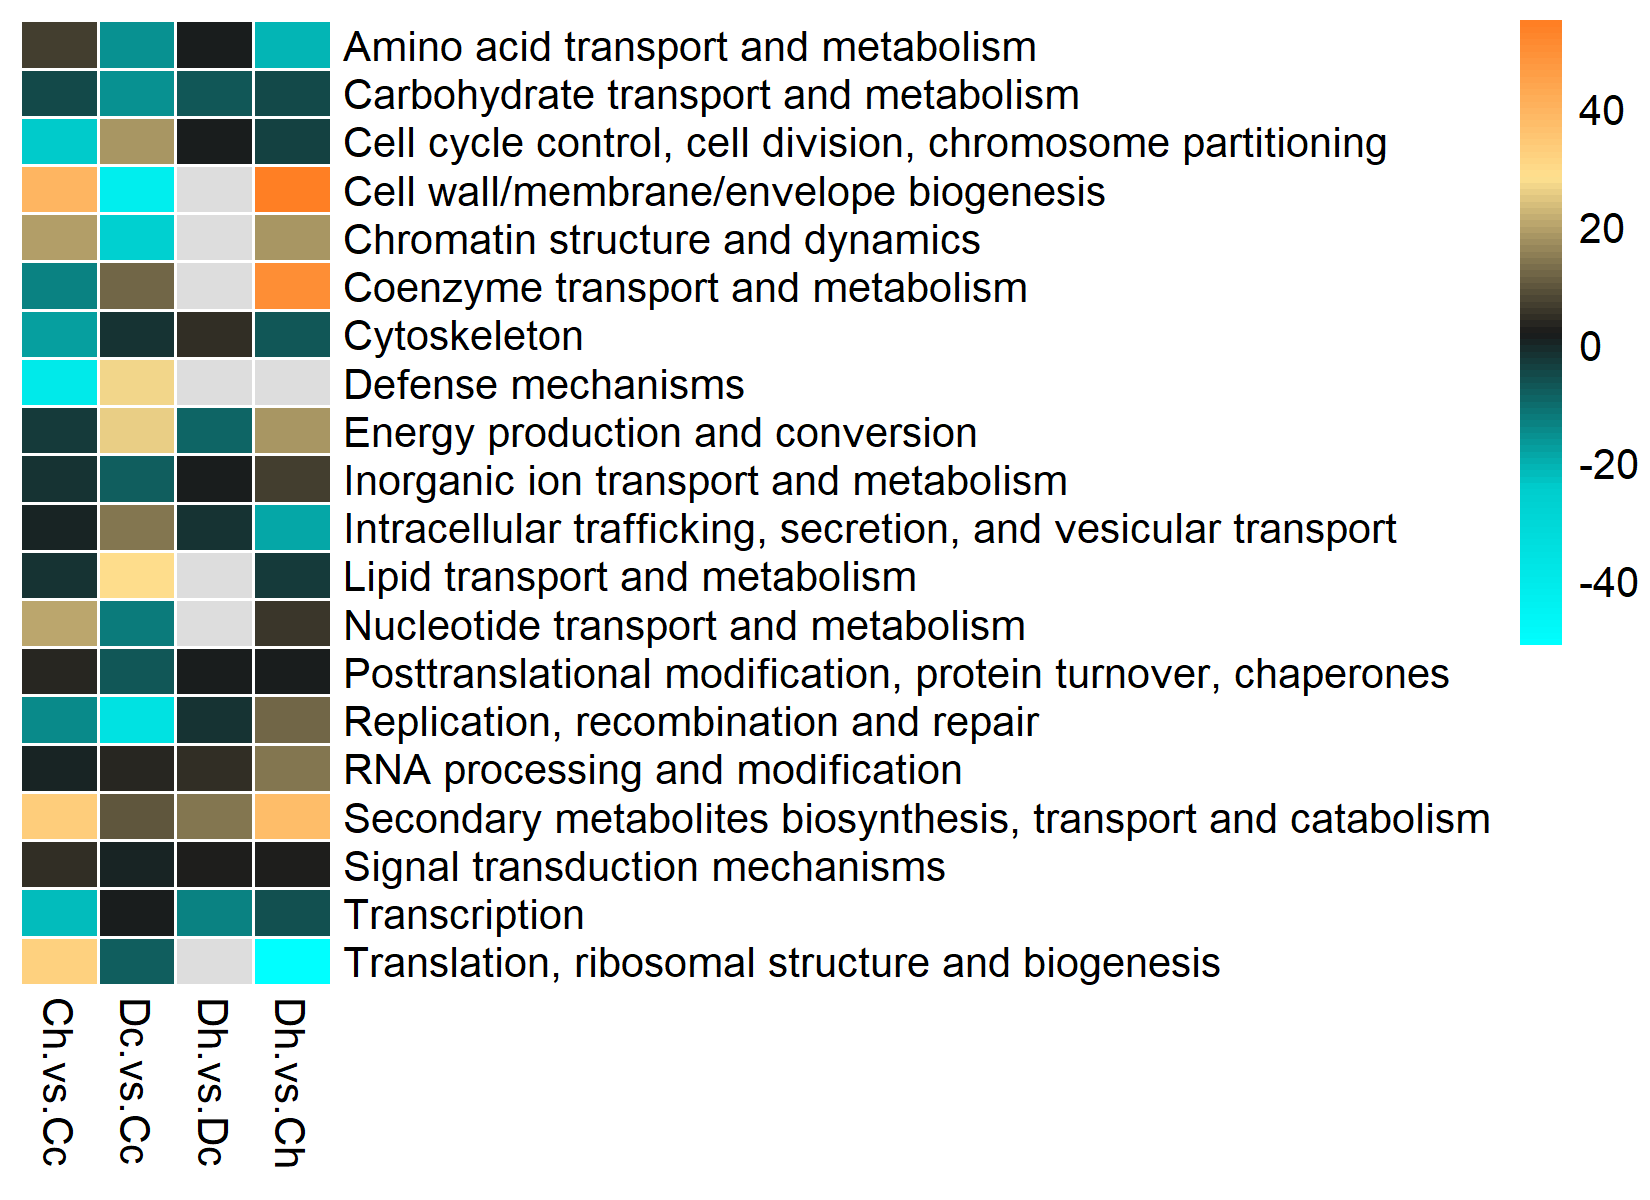 Amino acid transport and metabolism
Carbohydrate transport and metabolism
Cell cycle control, cell division, chromosome partitioning
Cell wall/membrane/envelope biogenesis
Chromatin structure and dynamics
Coenzyme transport and metabolism
Cytoskeleton
Defense mechanisms
Energy production and conversion
Inorganic ion transport and metabolism
Intracellular trafficking, secretion, and vesicular transport
Lipid transport and metabolism
Nucleotide transport and metabolism
Posttranslational modification, protein turnover, chaperones
Replication, recombination and repair
RNA processing and modification
Secondary metabolites biosynthesis, transport and catabolism
Signal transduction mechanisms
Transcription
Translation, ribosomal structure and biogenesis
Ch.vs.Cc
Dc.vs.Cc
Dh.vs.Dc
Dh.vs.Ch
40
20
0
-20
-40